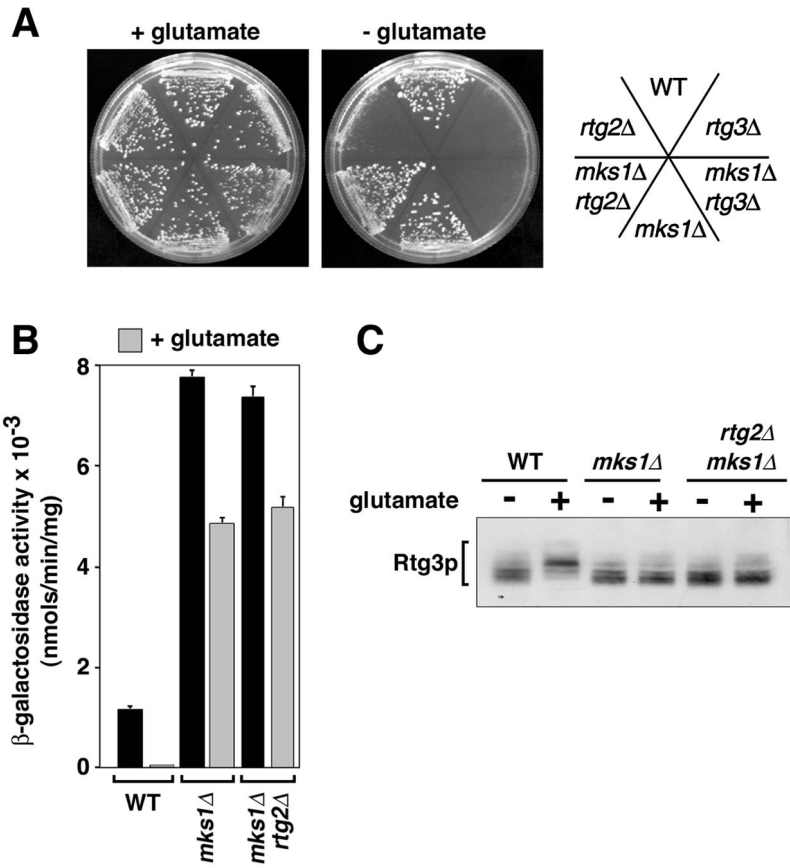 A
+ glutamate
- glutamate
WT
rtg2Δ
rtg3Δ
mks1Δ
mks1Δ
rtg2Δ
rtg3Δ
mks1Δ
B
+ glutamate
β-galactosidase activity x 10-3
(nmols/min/mg)
8
6
4
2
0
WT
mks1Δ
mks1Δ
rtg2Δ
C
rtg2Δ
WT
mks1Δ
mks1Δ
glutamate - + - + - +
Rtg3p